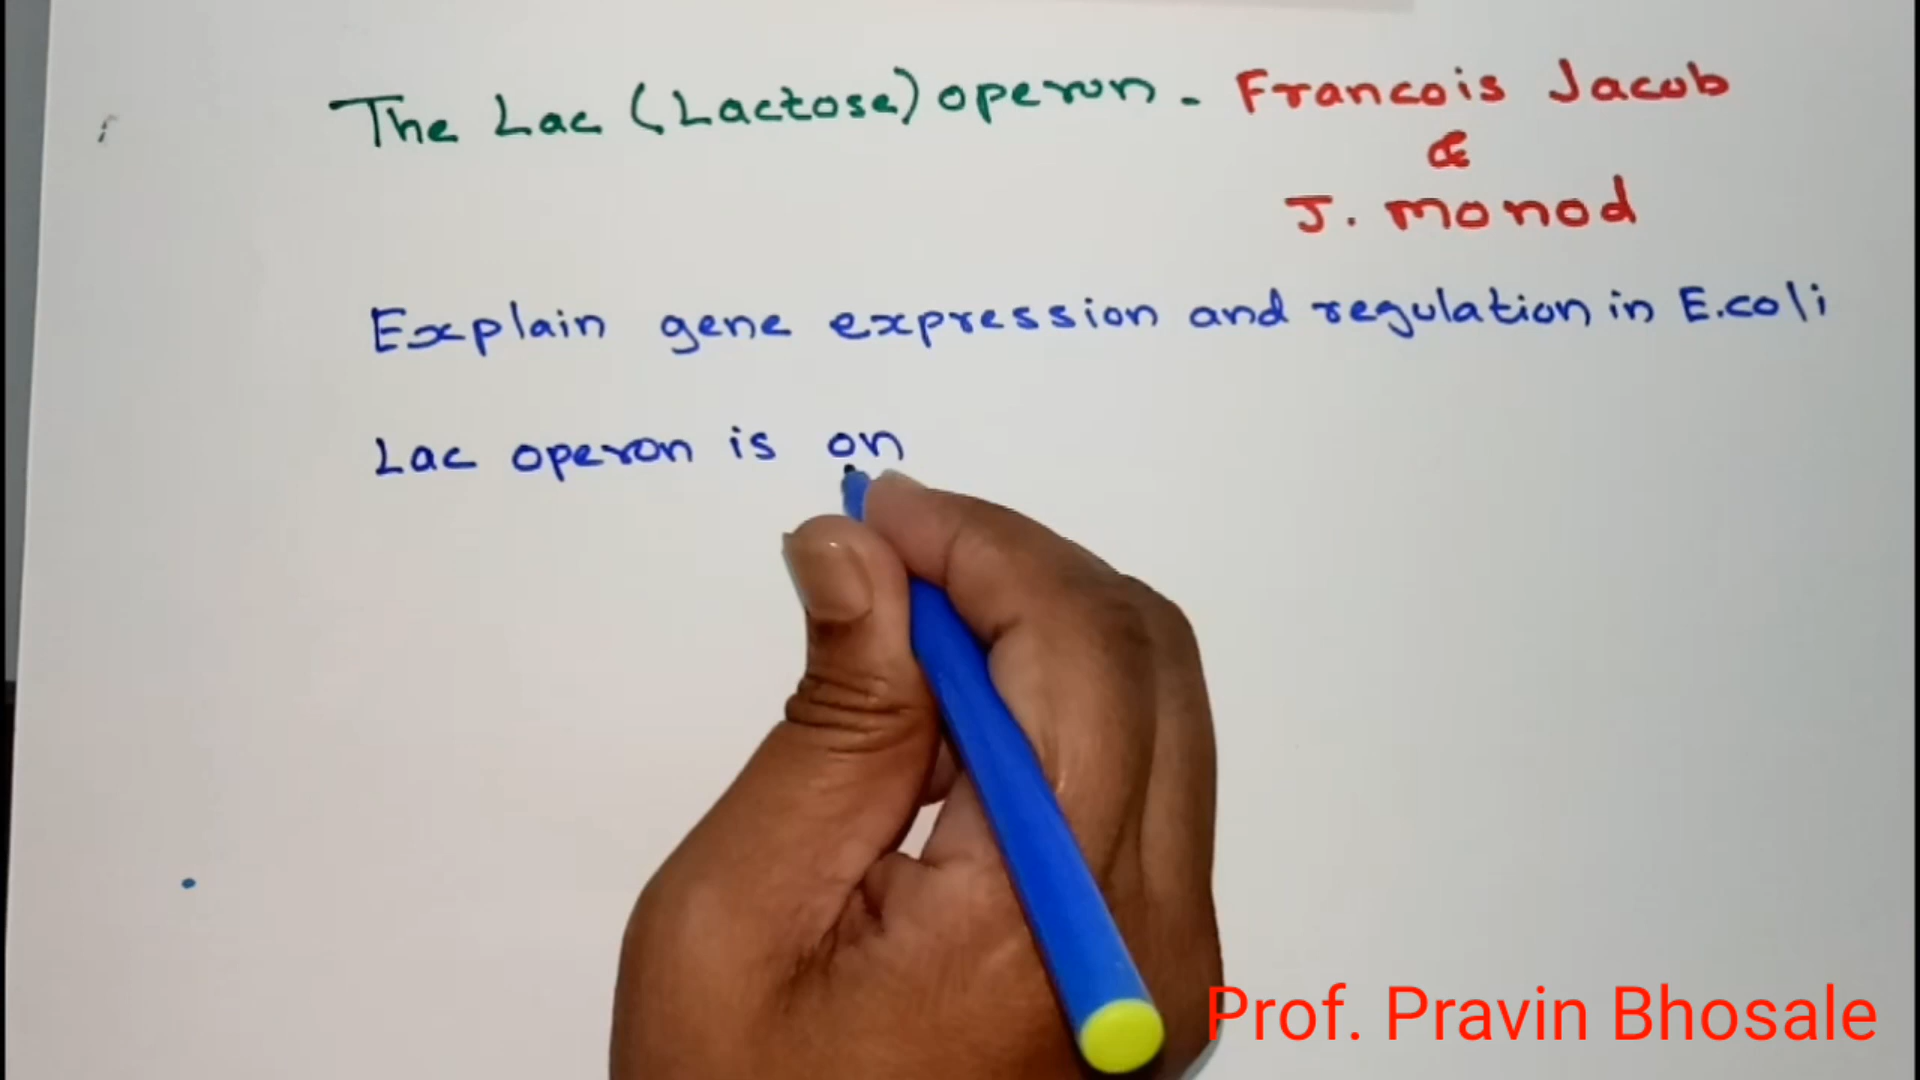 The Lac (Lactose) operon - Francois Jacob
&
J. Monod
Explain gene expression and regulation in E.coli
Lac operon is on
Prof. Pravin Bhosale